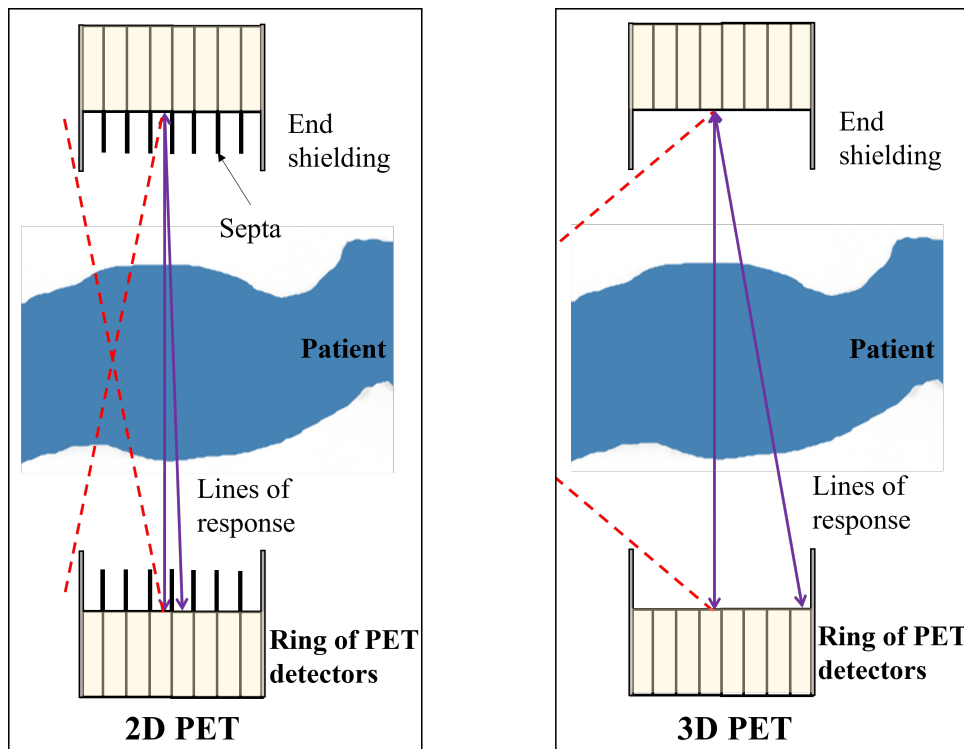 End
shielding
Septa
Patient
Lines of
response
Ring of PET
detectors
2D PET
End
shielding
Patient
Lines of
response
Ring of PET
detectors
3D PET